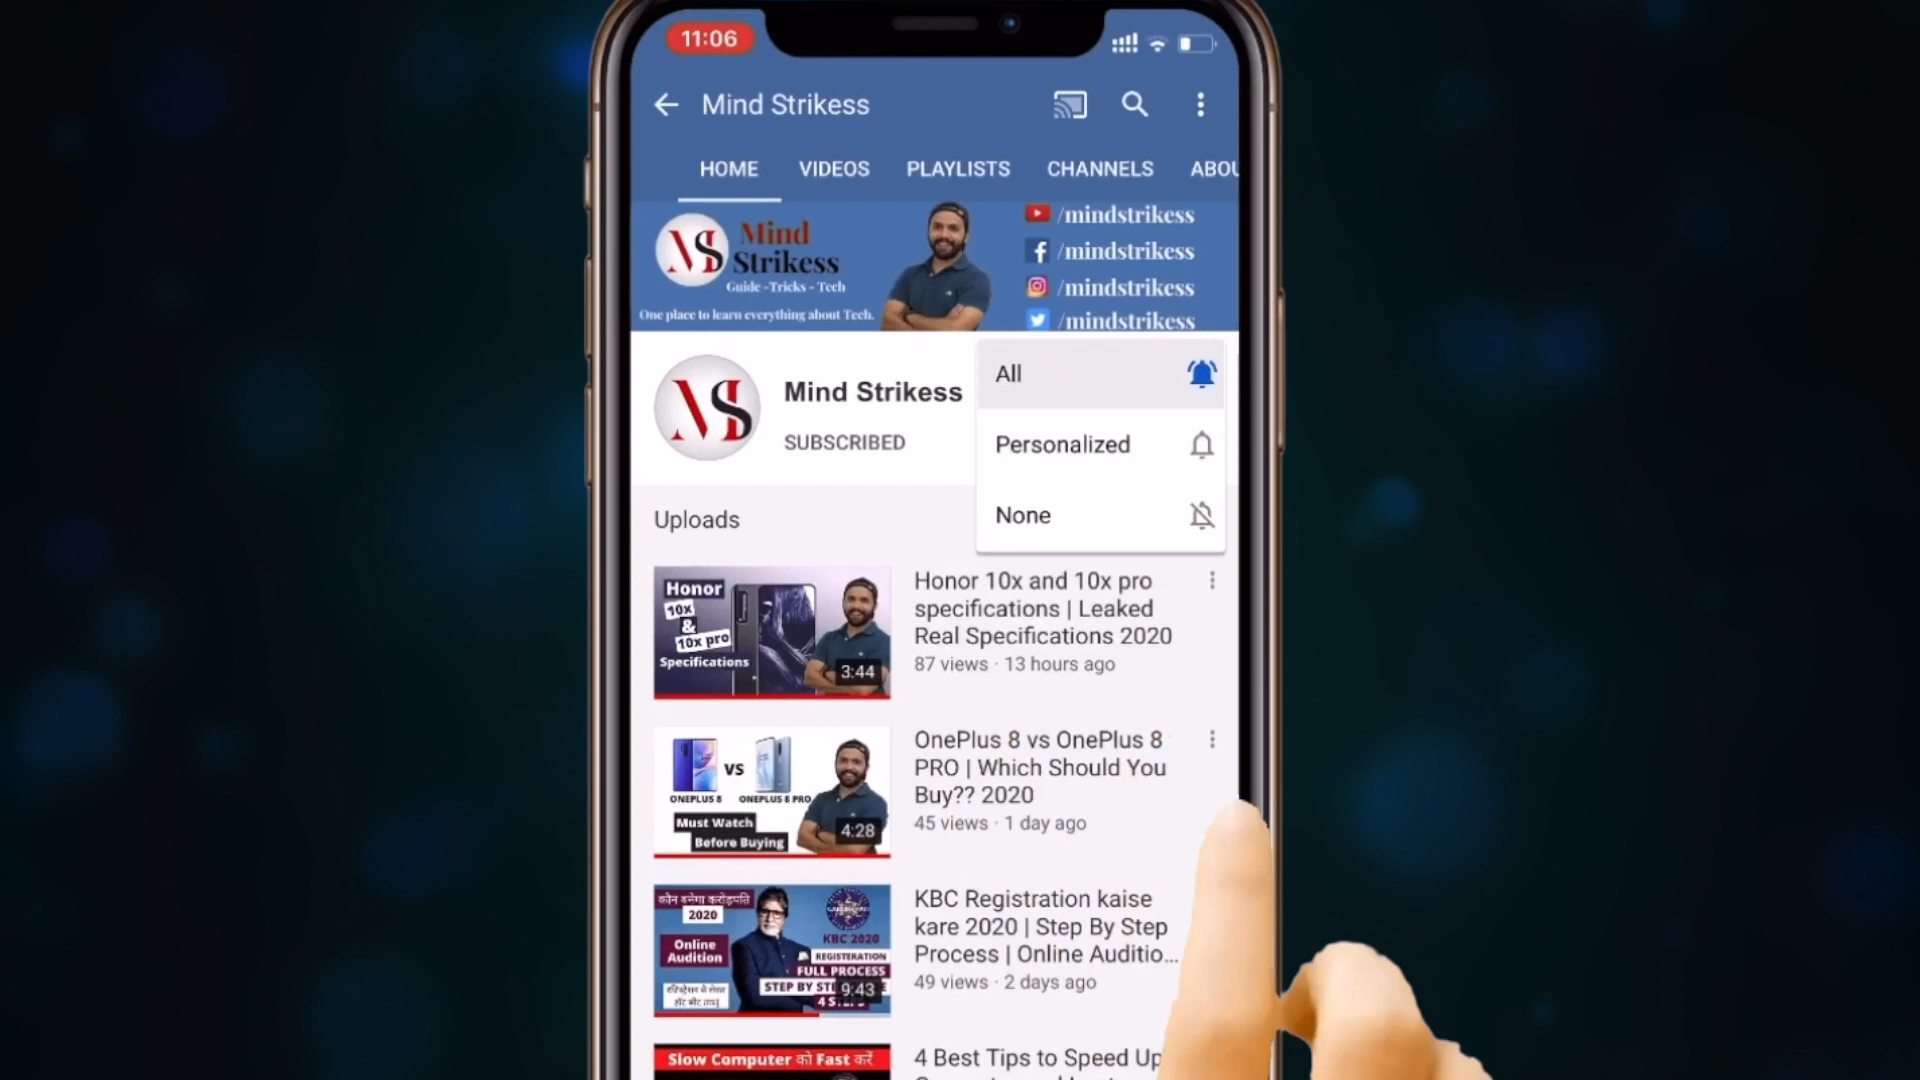 11:06
Mind Strikess
HOME VIDEOS PLAYLISTS CHANNELS ABOU
MS Mind
Strikess
Guide -Tricks - Tech
One place to learn everything about Tech.
/mindstrikess
/mindstrikess
/mindstrikess
/mindstrikess
MS
Mind Strikess
SUBSCRIBED
All
Personalized
None
Uploads
Honor
10x
&
10x pro
Specifications
3:44
Honor 10x and 10x pro
specifications | Leaked
Real Specifications 2020
87 views · 13 hours ago
VS
ONEPLUS 8 ONEPLUS 8 PRO
Must Watch
Before Buying
4:28
OnePlus 8 vs OnePlus 8
PRO | Which Should You
Buy?? 2020
45 views · 1 day ago
कौन बनेगा करोड़पति
2020
Online
Audition
KBC 2020
REGISTERATION
FULL PROCESS
STEP BY STE
9:43
KBC Registration kaise
kare 2020 | Step By Step
Process | Online Auditio...
49 views · 2 days ago
Slow Computer को Fast करें
4 Best Tips to Speed Up